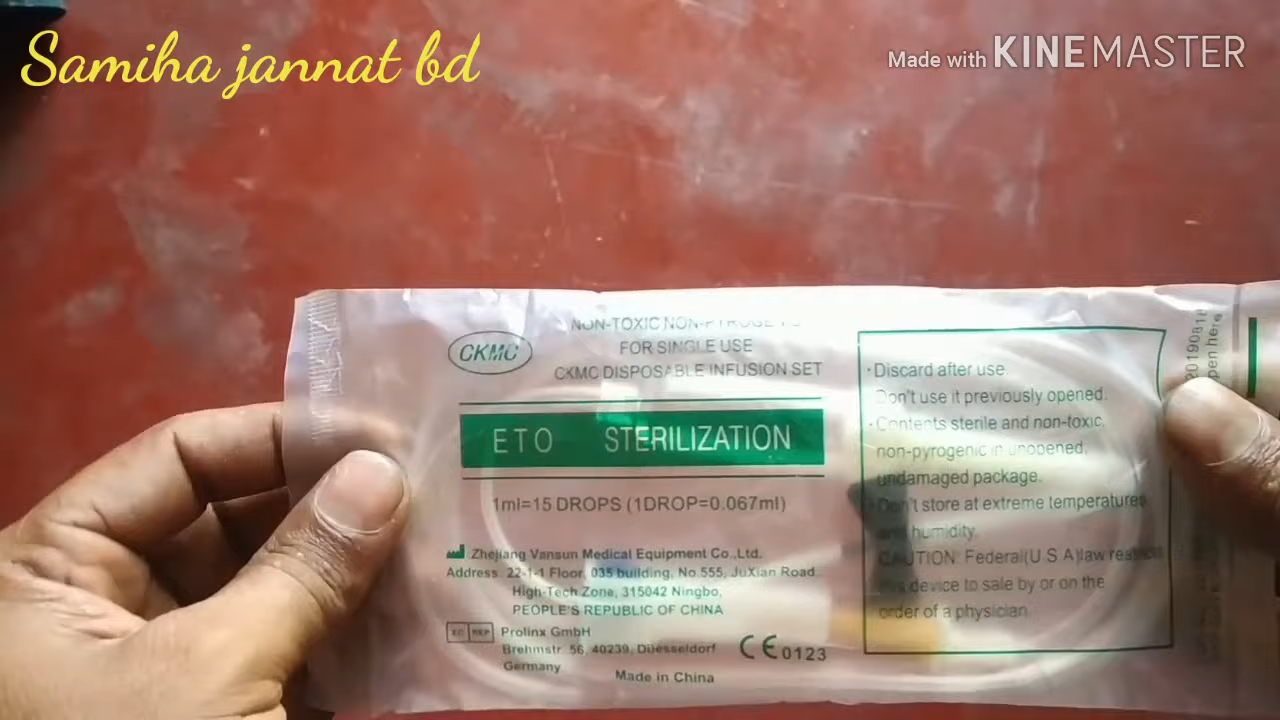 Samiha jannat bd
Made with KINEMASTER
CKMC
NON-TOXIC
FOR SINGLE USE
CKMC DISPOSABLE INFUSION SET
ETO STERILIZATION
1ml=15 DROPS (1DROP=0.067ml)
Zhejiang Vansun Medical Equipment Co.,Ltd.
Address. 22-1-1 Floor, 035 building, No.555, JuXian Road.
High-Tech Zone, 315042 Ningbo,
PEOPLE'S REPUBLIC OF CHINA
EC REP Prolinx GmbH
Brehmstr. 56, 40239, Düesseldorf
Germany
CE 0123
Made in China
·Discard after use.
Don't use it previously opened.
·Contents sterile and non-toxic,
non-pyrogenic in unopened,
undamaged package.
·Don't store at extreme temperatures
and humidity.
CAUTION: Federal(U S A)law restricts
this device to sale by or on the
order of a physician.
open here